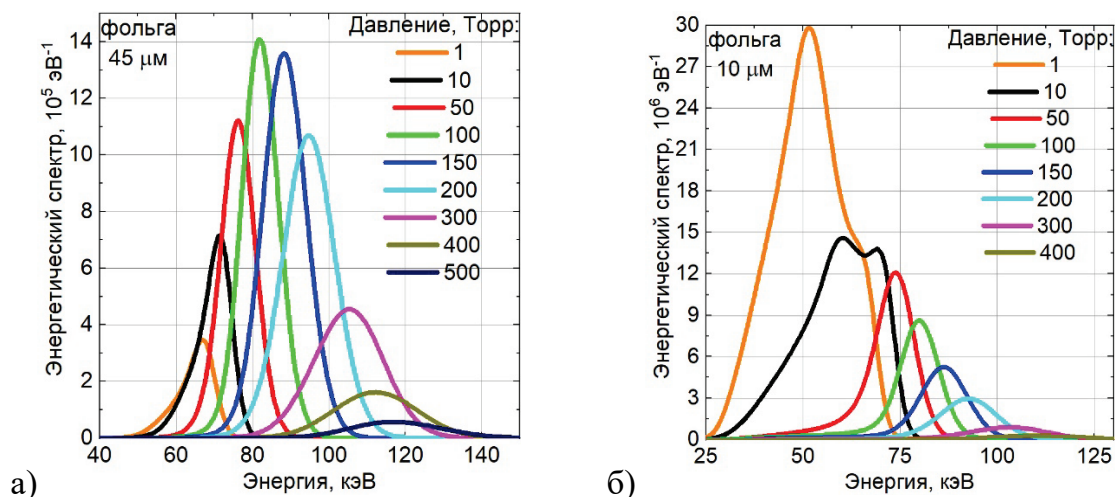 фольга
45 μм
Давление, Торр:
1
10
50
100
150
200
300
400
500
Энергетический спектр, 10⁵ эВ⁻¹
14
12
10
8
6
4
2
0
40 60 80 100 120 140
Энергия, кэВ
а)
фольга
10 μм
Давление, Торр:
1
10
50
100
150
200
300
400
Энергетический спектр, 10⁶ эВ⁻¹
30
27
24
21
18
15
12
9
6
3
0
25 50 75 100 125
Энергия, кэВ
б)